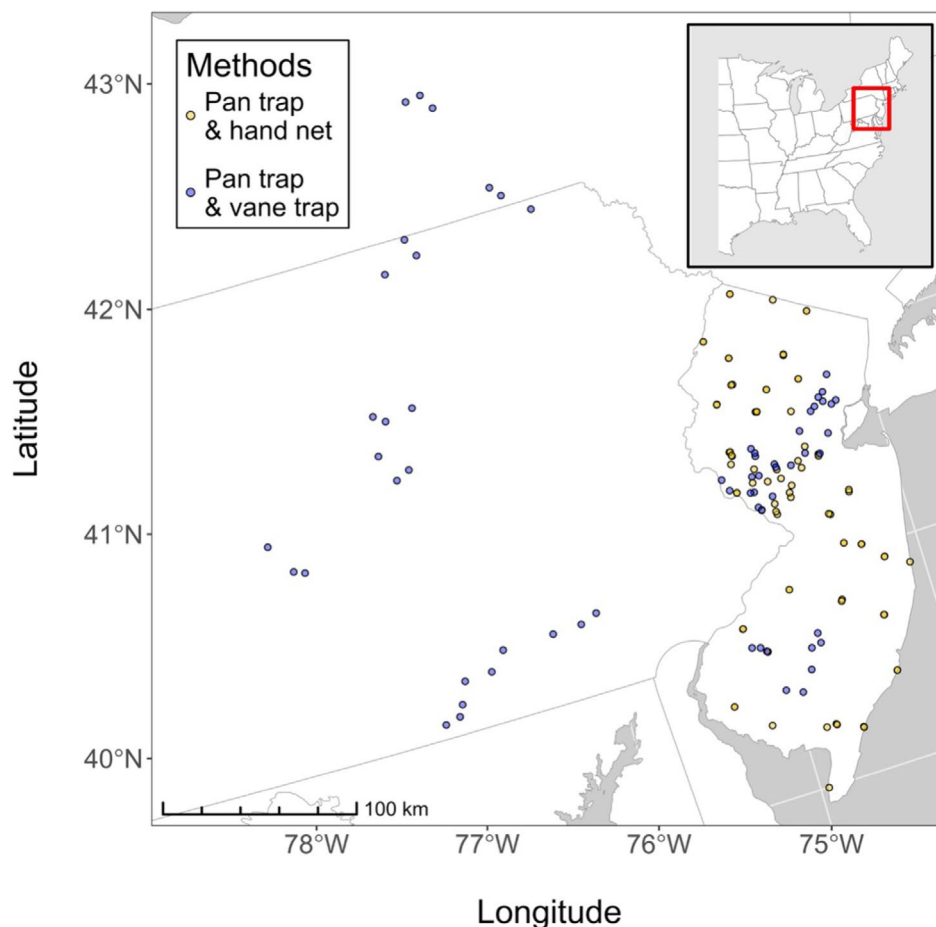 Methods
Pan trap
& hand net
Pan trap
& vane trap
43°N
42°N
41°N
40°N
Latitude
100 km
78°W
77°W
76°W
75°W
Longitude